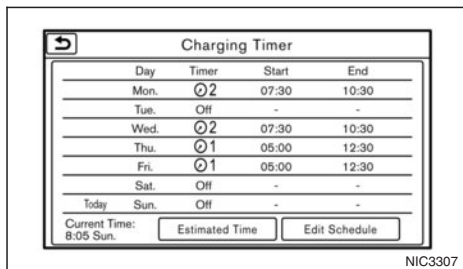 Charging Timer
Day Timer Start End
Mon. 2 07:30 10:30
Tue. Off - -
Wed. 2 07:30 10:30
Thu. 1 05:00 12:30
Fri. 1 05:00 12:30
Sat. Off - -
Today Sun. Off - -
Current Time:
8:05 Sun.
Estimated Time
Edit Schedule
NIC3307